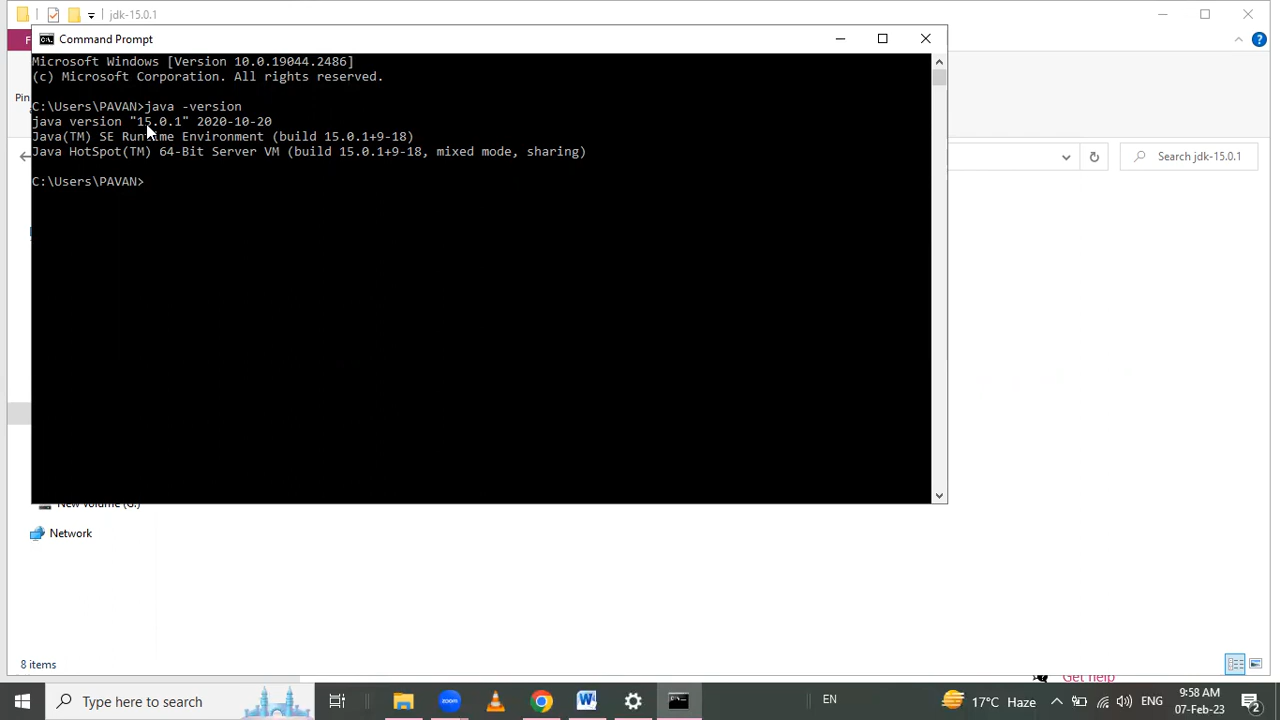 jdk-15.0.1
Command Prompt
F
Pin
Microsoft Windows [Version 10.0.19044.2486]
(c) Microsoft Corporation. All rights reserved.
C:\Users\PAVAN>java -version
java version "15.0.1" 2020-10-20
Java(TM) SE Runtime Environment (build 15.0.1+9-18)
Java HotSpot(TM) 64-Bit Server VM (build 15.0.1+9-18, mixed mode, sharing)
C:\Users\PAVAN>
Search jdk-15.0.1
New Volume (G:)
Network
8 items
Get help
Type here to search
EN
17°C Haze
ENG
9:58 AM
07-Feb-23
2